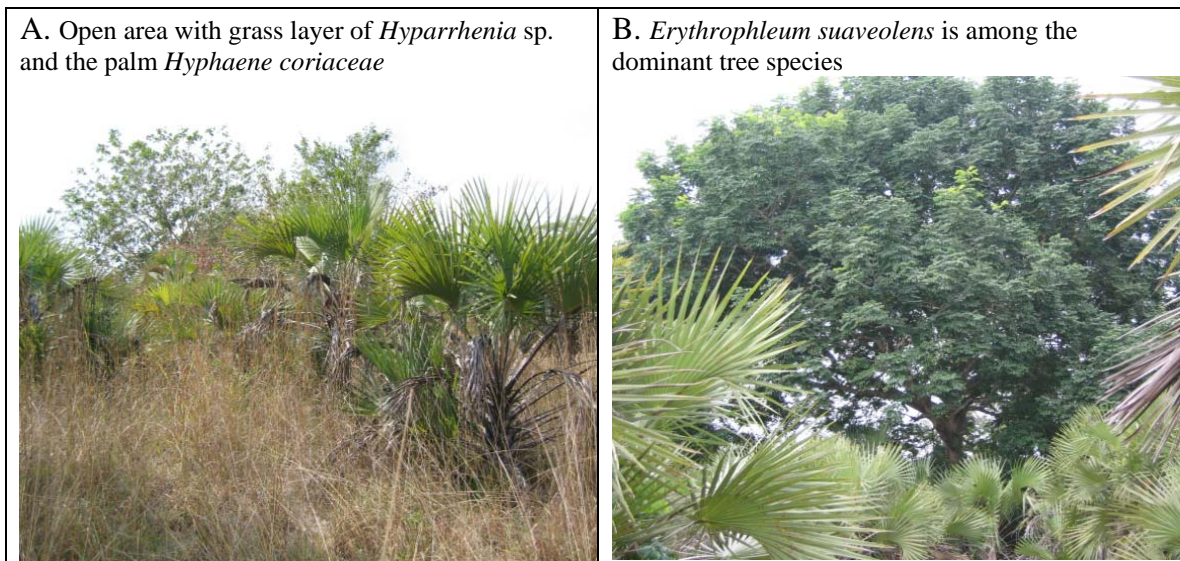 A. Open area with grass layer of Hyparrhenia sp.
and the palm Hyphaene coriaceae
B. Erythrophleum suaveolens is among the
dominant tree species